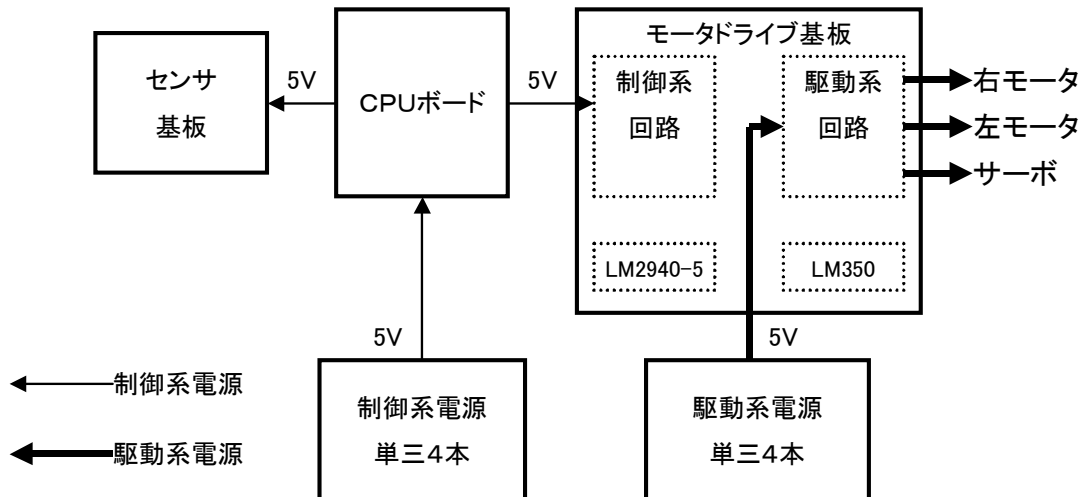 モータドライブ基板
センサ
基板
5V
CPUボード
5V
制御系
回路
駆動系
回路
右モータ
左モータ
サーボ
LM2940-5
LM350
5V
5V
制御系電源
駆動系電源
制御系電源
単三4本
駆動系電源
単三4本